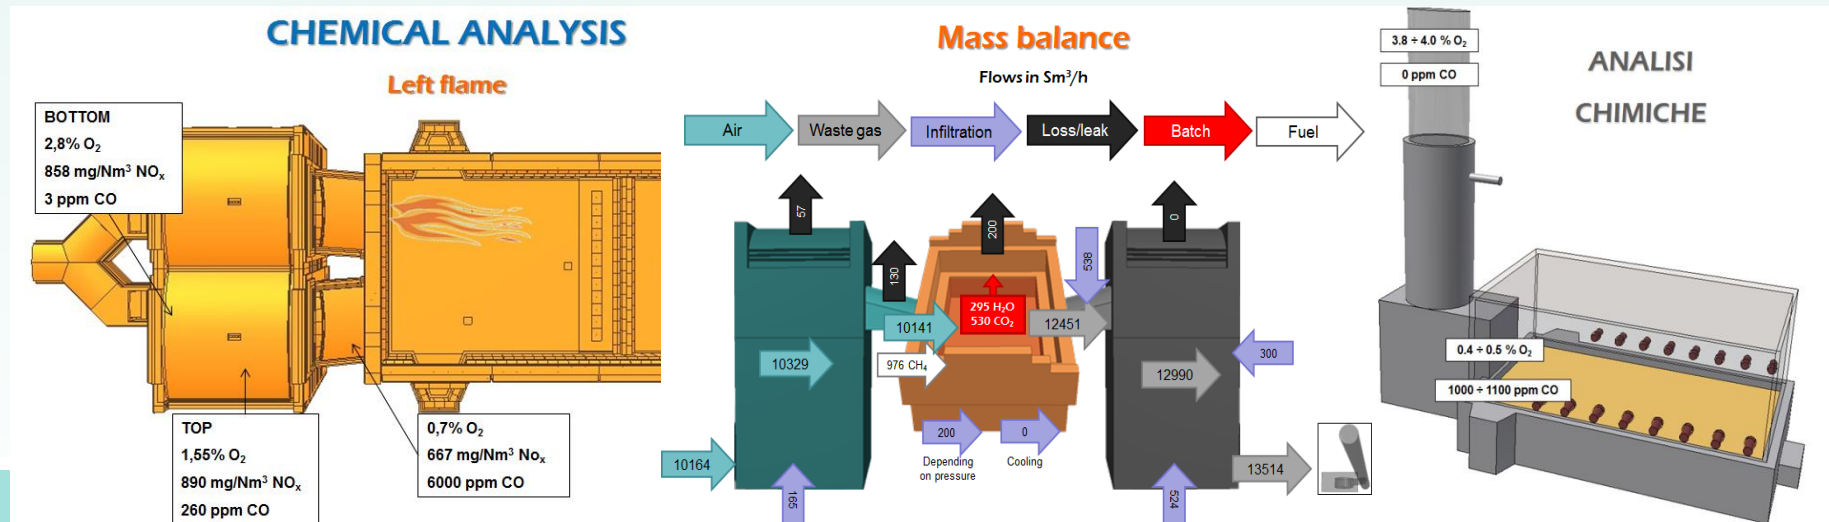 CHEMICAL ANALYSIS
Left flame
BOTTOM
2,8% O₂
858 mg/Nm³ NOₓ
3 ppm CO
TOP
1,55% O₂
890 mg/Nm³ NOₓ
260 ppm CO
0,7% O₂
667 mg/Nm³ Noₓ
6000 ppm CO
Mass balance
Flows in Sm³/h
Air
Waste gas
Infiltration
Loss/leak
Batch
Fuel
57
130
200
538
0
295 H₂O
530 CO₂
10141
12451
10329
976 CH₄
12990
300
200
0
Depending
on pressure
Cooling
10164
165
524
13514
3.8 ÷ 4.0 % O₂
0 ppm CO
ANALISI
CHIMICHE
0.4 ÷ 0.5 % O₂
1000 ÷ 1100 ppm CO